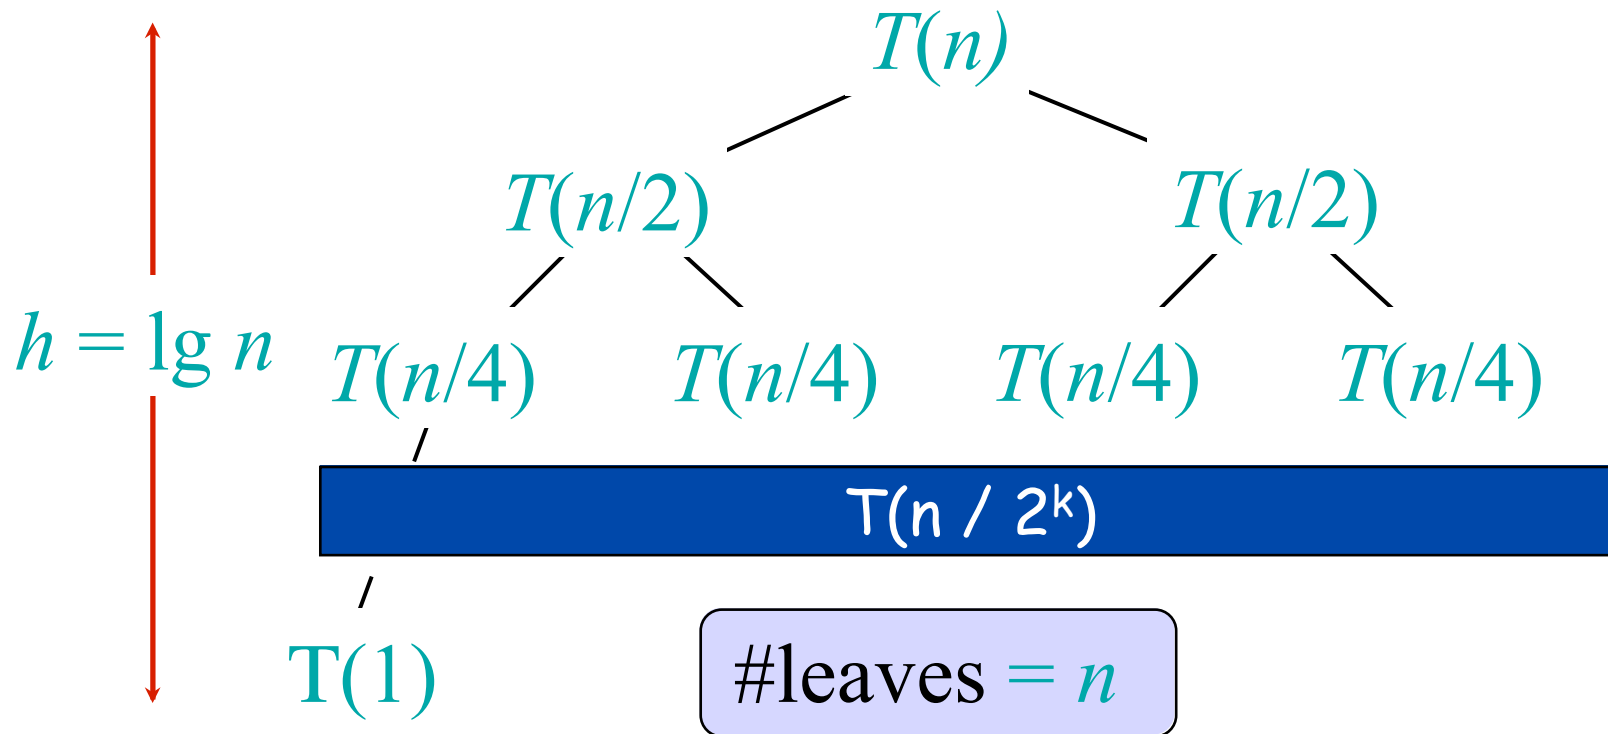 T(n)
T(n/2) T(n/2)
h = lg n T(n/4) T(n/4) T(n/4) T(n/4)
T(n / 2ᵏ)
T(1) #leaves = n